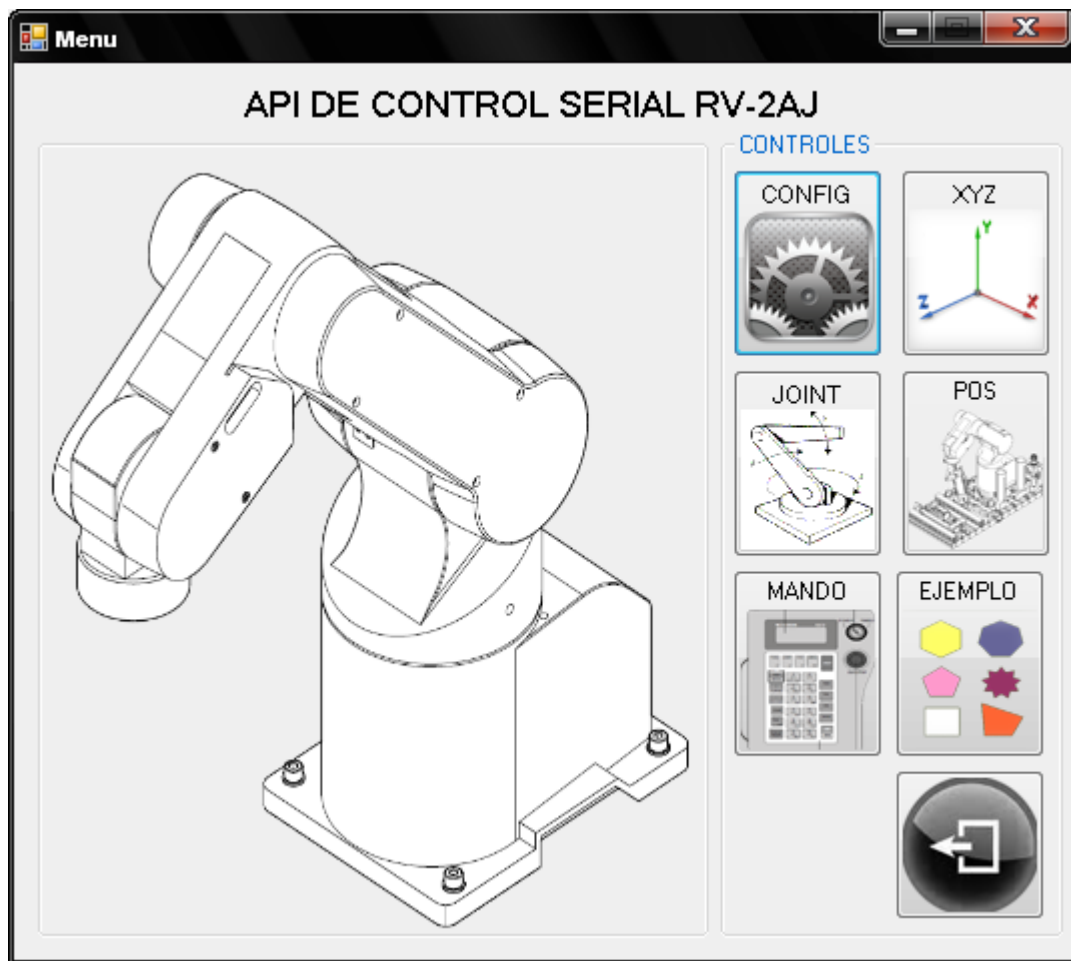 Menu
API DE CONTROL SERIAL RV-2AJ
CONTROLES
CONFIG
XYZ
Y
Z
X
JOINT
POS
MANDO
EJEMPLO